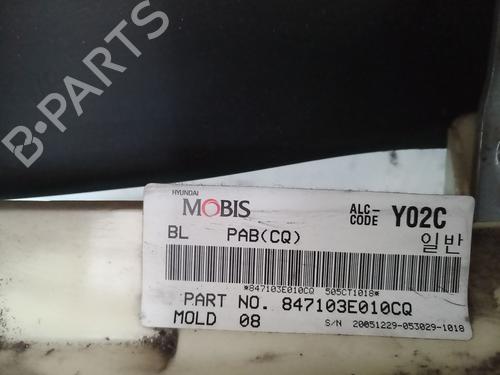 B-PARTS
HYUNDAI
MOBIS
ALC-CODE Y02C
BL PAB(CQ) 일반
*847103E010CQ 505CT1018*
PART NO. 847103E010CQ
MOLD 08 S/N 20051229-053029-1018